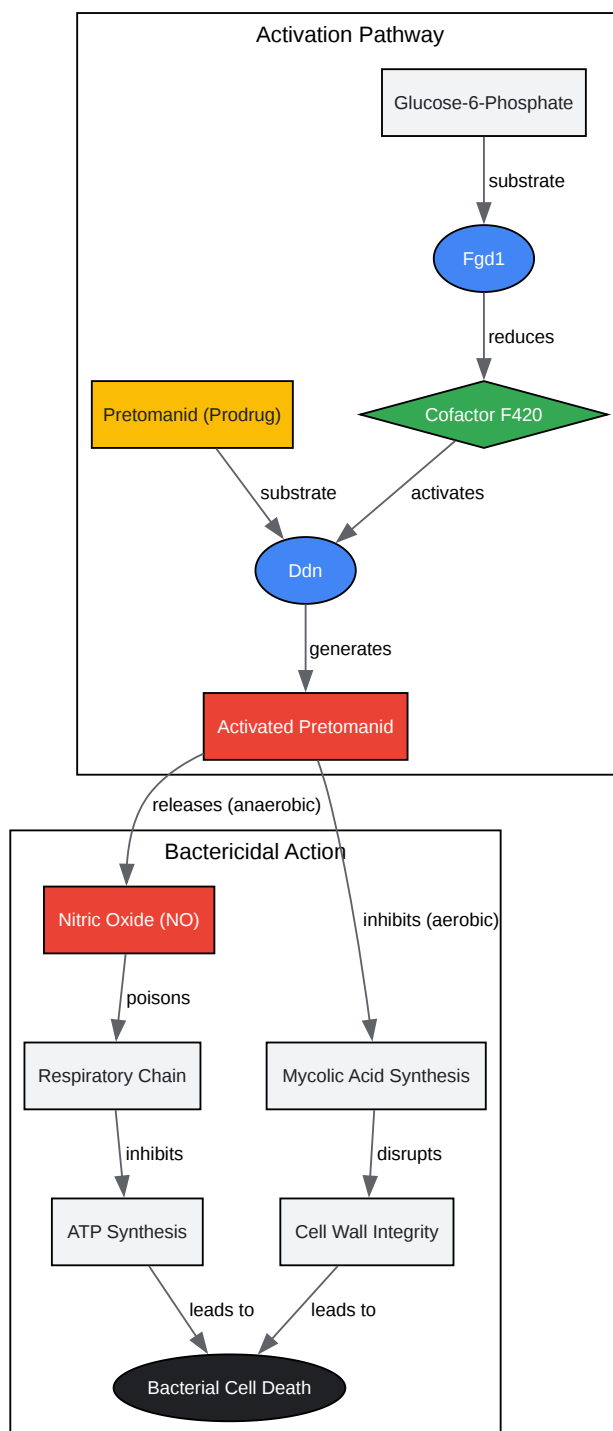 Activation Pathway
Glucose-6-Phosphate
substrate
Fgd1
reduces
Pretomanid (Prodrug)
Cofactor F420
substrate
activates
Ddn
generates
Activated Pretomanid
releases (anaerobic)
Bactericidal Action
Nitric Oxide (NO)
inhibits (aerobic)
poisons
Respiratory Chain
Mycolic Acid Synthesis
inhibits
disrupts
ATP Synthesis
Cell Wall Integrity
leads to
leads to
Bacterial Cell Death